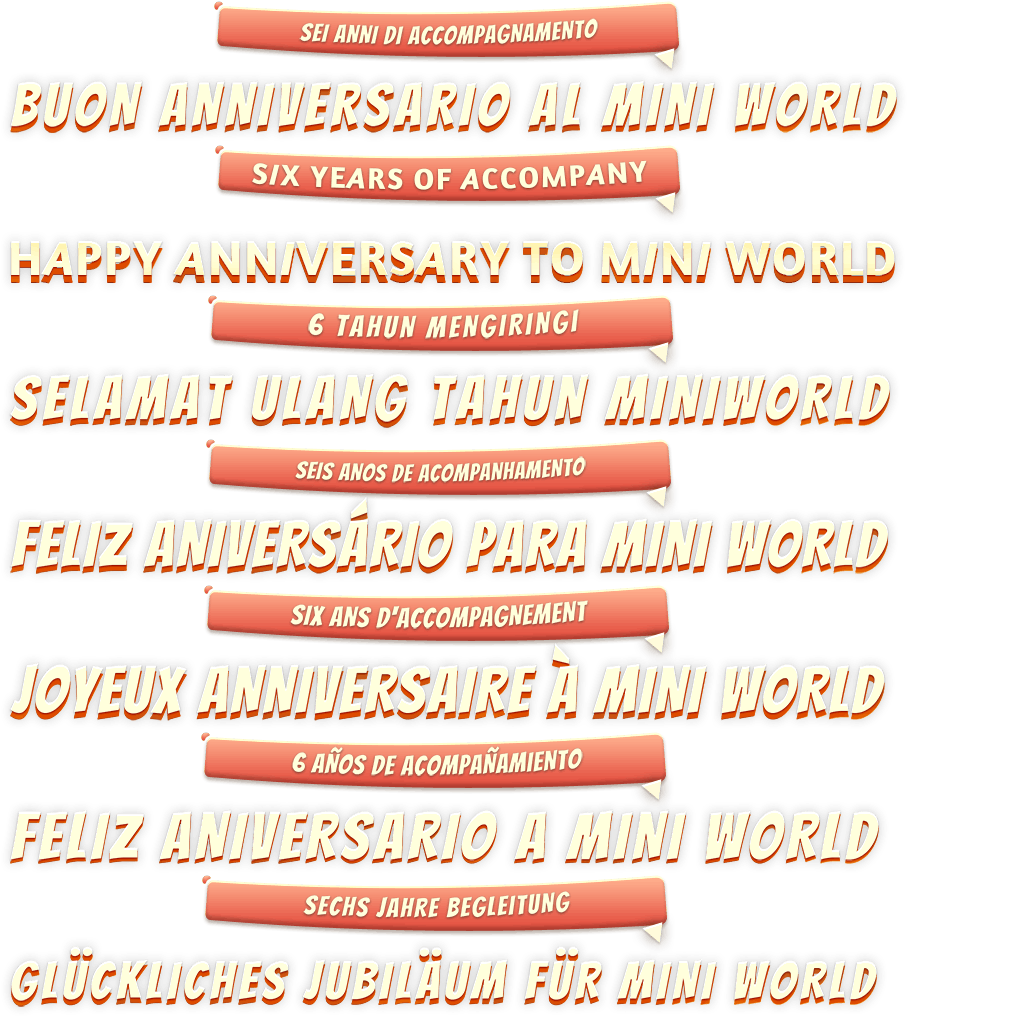 SEI ANNI DI ACCOMPAGNAMENTO
BUON ANNIVERSARIO AL MINI WORLD
SIX YEARS OF ACCOMPANY
HAPPY ANNIVERSARY TO MINI WORLD
6 TAHUN MENGIRINGI
SELAMAT ULANG TAHUN MINIWORLD
SEIS ANOS DE ACOMPANHAMENTO
FELIZ ANIVERSÁRIO PARA MINI WORLD
SIX ANS D'ACCOMPAGNEMENT
JOYEUX ANNIVERSAIRE À MINI WORLD
6 AÑOS DE ACOMPAÑAMIENTO
FELIZ ANIVERSARIO A MINI WORLD
SECHS JAHRE BEGLEITUNG
GLÜCKLICHES JUBILÄUM FÜR MINI WORLD